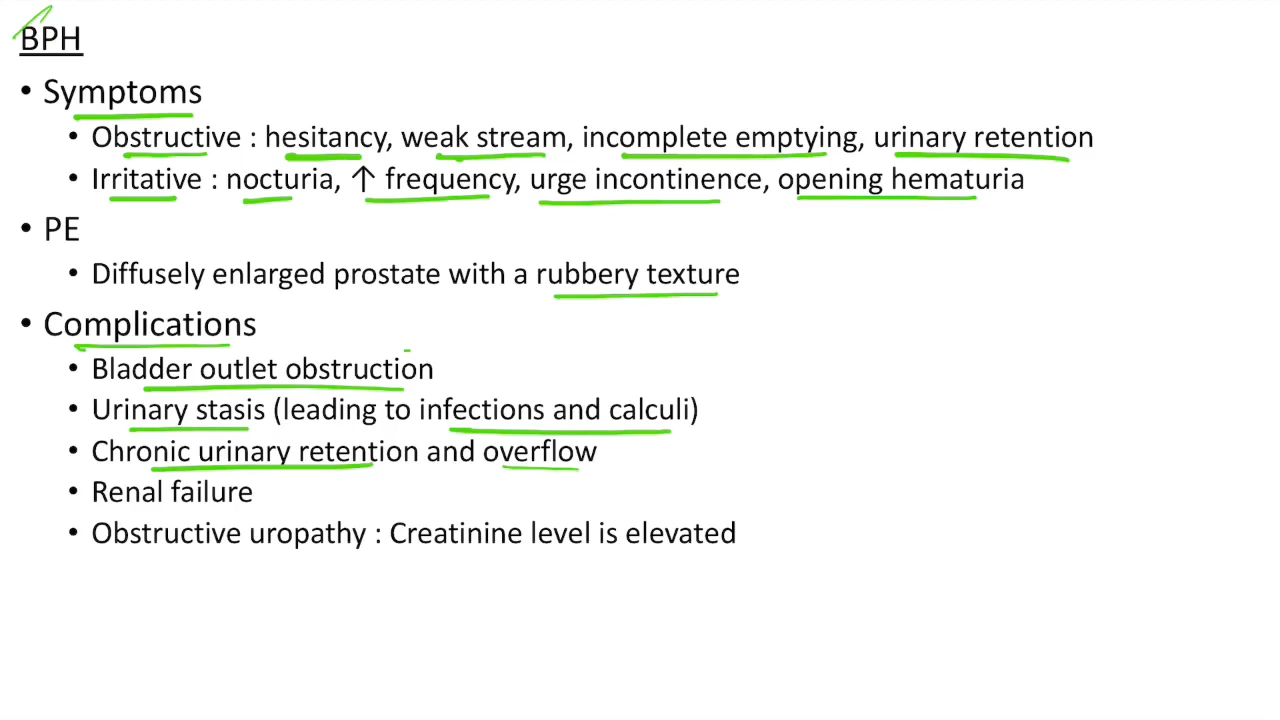 BPH
• Symptoms
• Obstructive : hesitancy, weak stream, incomplete emptying, urinary retention
• Irritative : nocturia, ↑ frequency, urge incontinence, opening hematuria
• PE
• Diffusely enlarged prostate with a rubbery texture
• Complications
• Bladder outlet obstruction
• Urinary stasis (leading to infections and calculi)
• Chronic urinary retention and overflow
• Renal failure
• Obstructive uropathy : Creatinine level is elevated